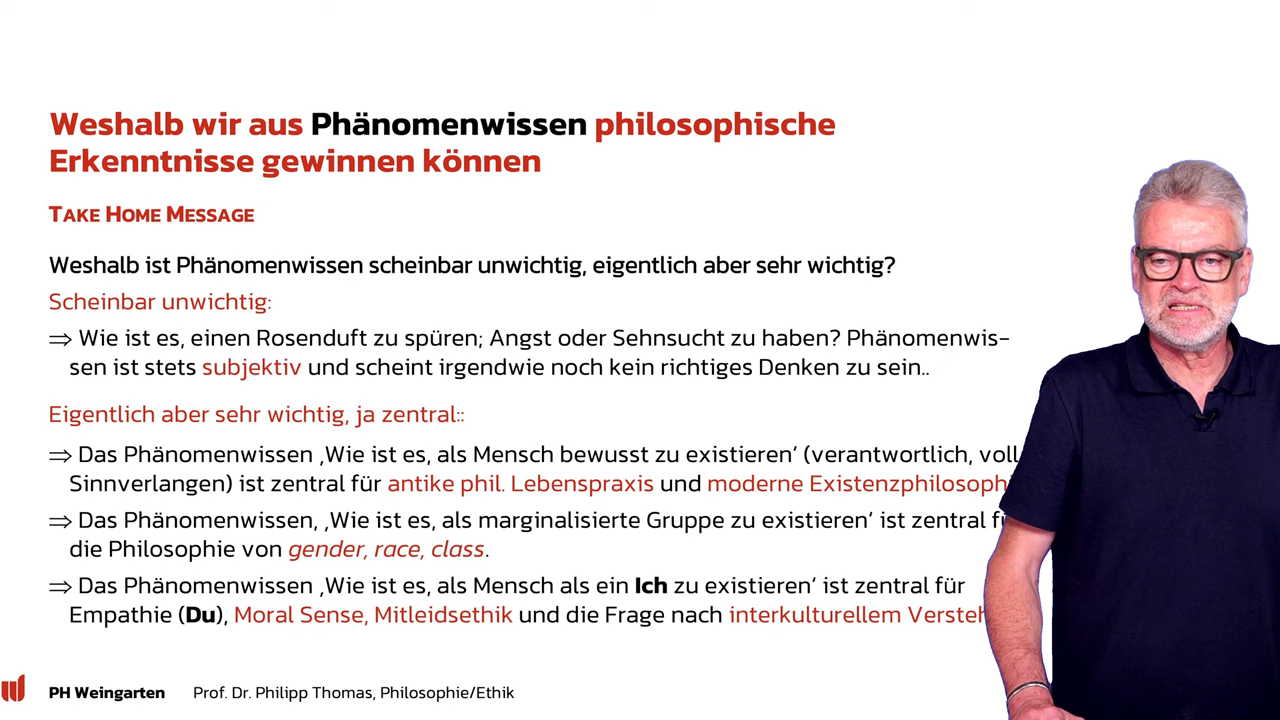 Weshalb wir aus Phänomenwissen philosophische
Erkenntnisse gewinnen können
TAKE HOME MESSAGE
Weshalb ist Phänomenwissen scheinbar unwichtig, eigentlich aber sehr wichtig?
Scheinbar unwichtig:
⇒ Wie ist es, einen Rosenduft zu spüren; Angst oder Sehnsucht zu haben? Phänomenwis-
sen ist stets subjektiv und scheint irgendwie noch kein richtiges Denken zu sein..
Eigentlich aber sehr wichtig, ja zentral::
⇒ Das Phänomenwissen ‚Wie ist es, als Mensch bewusst zu existieren‘ (verantwortlich, voll
Sinnverlangen) ist zentral für antike phil. Lebenspraxis und moderne
⇒ Das Phänomenwissen, ‚Wie ist es, als marginalisierte Gruppe zu existieren‘ ist zentral
die Philosophie von gender, race, class.
⇒ Das Phänomenwissen ‚Wie ist es, als Mensch als ein Ich zu existieren‘ ist zentral für
Empathie (Du), Moral Sense, Mitleidsethik und die Frage nach interkulturellem
PH Weingarten Prof. Dr. Philipp Thomas, Philosophie/Ethik